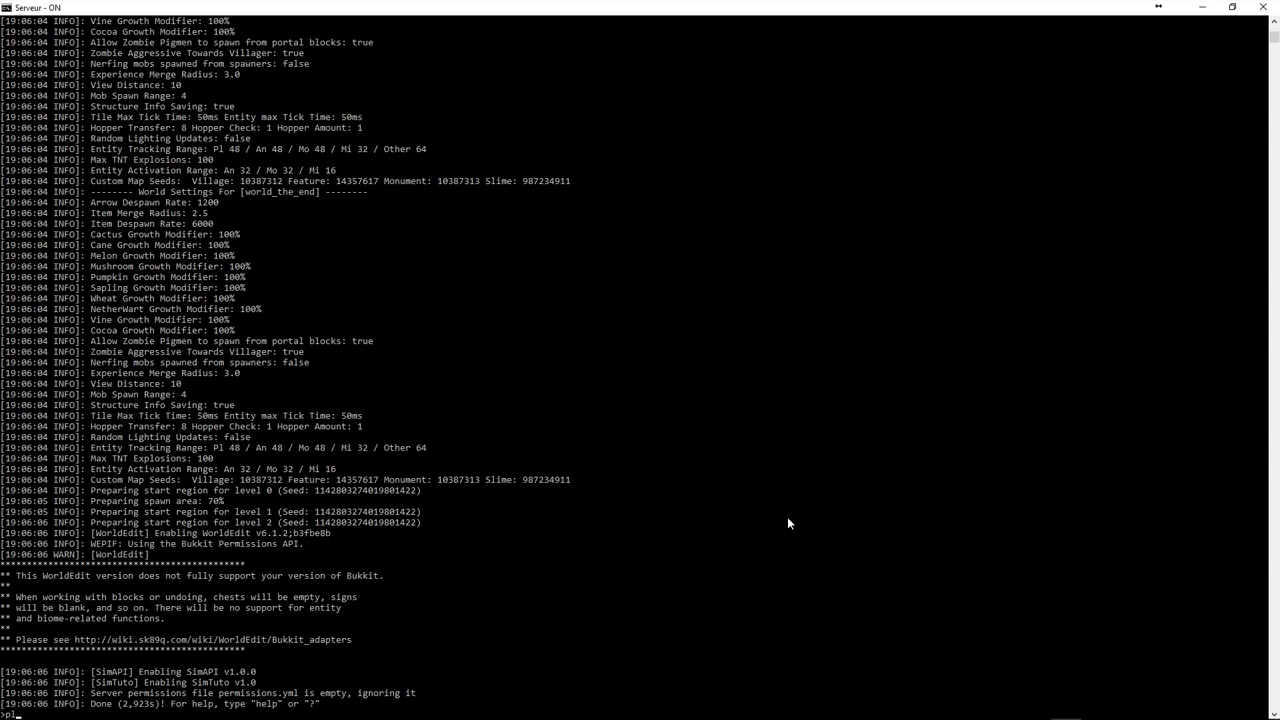 Serveur - ON
[19:06:04 INFO]: Vine Growth Modifier: 100%
[19:06:04 INFO]: Cocoa Growth Modifier: 100%
[19:06:04 INFO]: Allow Zombie Pigmen to spawn from portal blocks: true
[19:06:04 INFO]: Zombie Aggressive Towards Villager: true
[19:06:04 INFO]: Nerfing mobs spawned from spawners: false
[19:06:04 INFO]: Experience Merge Radius: 3.0
[19:06:04 INFO]: View Distance: 10
[19:06:04 INFO]: Mob Spawn Range: 4
[19:06:04 INFO]: Structure Info Saving: true
[19:06:04 INFO]: Tile Max Tick Time: 50ms Entity max Tick Time: 50ms
[19:06:04 INFO]: Hopper Transfer: 8 Hopper Check: 1 Hopper Amount: 1
[19:06:04 INFO]: Random Lighting Updates: false
[19:06:04 INFO]: Entity Tracking Range: Pl 48 / An 48 / Mo 48 / Mi 32 / Other 64
[19:06:04 INFO]: Max TNT Explosions: 100
[19:06:04 INFO]: Entity Activation Range: An 32 / Mo 32 / Mi 16
[19:06:04 INFO]: Custom Map Seeds:  Village: 10387312 Feature: 14357617 Monument: 10387313 Slime: 987234911
[19:06:04 INFO]: -------- World Settings For [world_the_end] --------
[19:06:04 INFO]: Arrow Despawn Rate: 1200
[19:06:04 INFO]: Item Merge Radius: 2.5
[19:06:04 INFO]: Item Despawn Rate: 6000
[19:06:04 INFO]: Cactus Growth Modifier: 100%
[19:06:04 INFO]: Cane Growth Modifier: 100%
[19:06:04 INFO]: Melon Growth Modifier: 100%
[19:06:04 INFO]: Mushroom Growth Modifier: 100%
[19:06:04 INFO]: Pumpkin Growth Modifier: 100%
[19:06:04 INFO]: Sapling Growth Modifier: 100%
[19:06:04 INFO]: Wheat Growth Modifier: 100%
[19:06:04 INFO]: NetherWart Growth Modifier: 100%
[19:06:04 INFO]: Vine Growth Modifier: 100%
[19:06:04 INFO]: Cocoa Growth Modifier: 100%
[19:06:04 INFO]: Allow Zombie Pigmen to spawn from portal blocks: true
[19:06:04 INFO]: Zombie Aggressive Towards Villager: true
[19:06:04 INFO]: Nerfing mobs spawned from spawners: false
[19:06:04 INFO]: Experience Merge Radius: 3.0
[19:06:04 INFO]: View Distance: 10
[19:06:04 INFO]: Mob Spawn Range: 4
[19:06:04 INFO]: Structure Info Saving: true
[19:06:04 INFO]: Tile Max Tick Time: 50ms Entity max Tick Time: 50ms
[19:06:04 INFO]: Hopper Transfer: 8 Hopper Check: 1 Hopper Amount: 1
[19:06:04 INFO]: Random Lighting Updates: false
[19:06:04 INFO]: Entity Tracking Range: Pl 48 / An 48 / Mo 48 / Mi 32 / Other 64
[19:06:04 INFO]: Max TNT Explosions: 100
[19:06:04 INFO]: Entity Activation Range: An 32 / Mo 32 / Mi 16
[19:06:04 INFO]: Custom Map Seeds:  Village: 10387312 Feature: 14357617 Monument: 10387313 Slime: 987234911
[19:06:04 INFO]: Preparing start region for level 0 (Seed: 1142803274019801422)
[19:06:05 INFO]: Preparing spawn area: 70%
[19:06:05 INFO]: Preparing start region for level 1 (Seed: 1142803274019801422)
[19:06:06 INFO]: Preparing start region for level 2 (Seed: 1142803274019801422)
[19:06:06 INFO]: [WorldEdit] Enabling WorldEdit v6.1.2;b3fbe8b
[19:06:06 INFO]: WEPIF: Using the Bukkit Permissions API.
[19:06:06 WARN]: [WorldEdit]
**********************************************
** This WorldEdit version does not fully support your version of Bukkit.
**
** When working with blocks or undoing, chests will be empty, signs
** will be blank, and so on. There will be no support for entity
** and biome-related functions.
**
** Please see http://wiki.sk89q.com/wiki/WorldEdit/Bukkit_adapters
**********************************************
[19:06:06 INFO]: [SimAPI] Enabling SimAPI v1.0.0
[19:06:06 INFO]: [SimTuto] Enabling SimTuto v1.0
[19:06:06 INFO]: Server permissions file permissions.yml is empty, ignoring it
[19:06:06 INFO]: Done (2,923s)! For help, type "help" or "?"
>pl